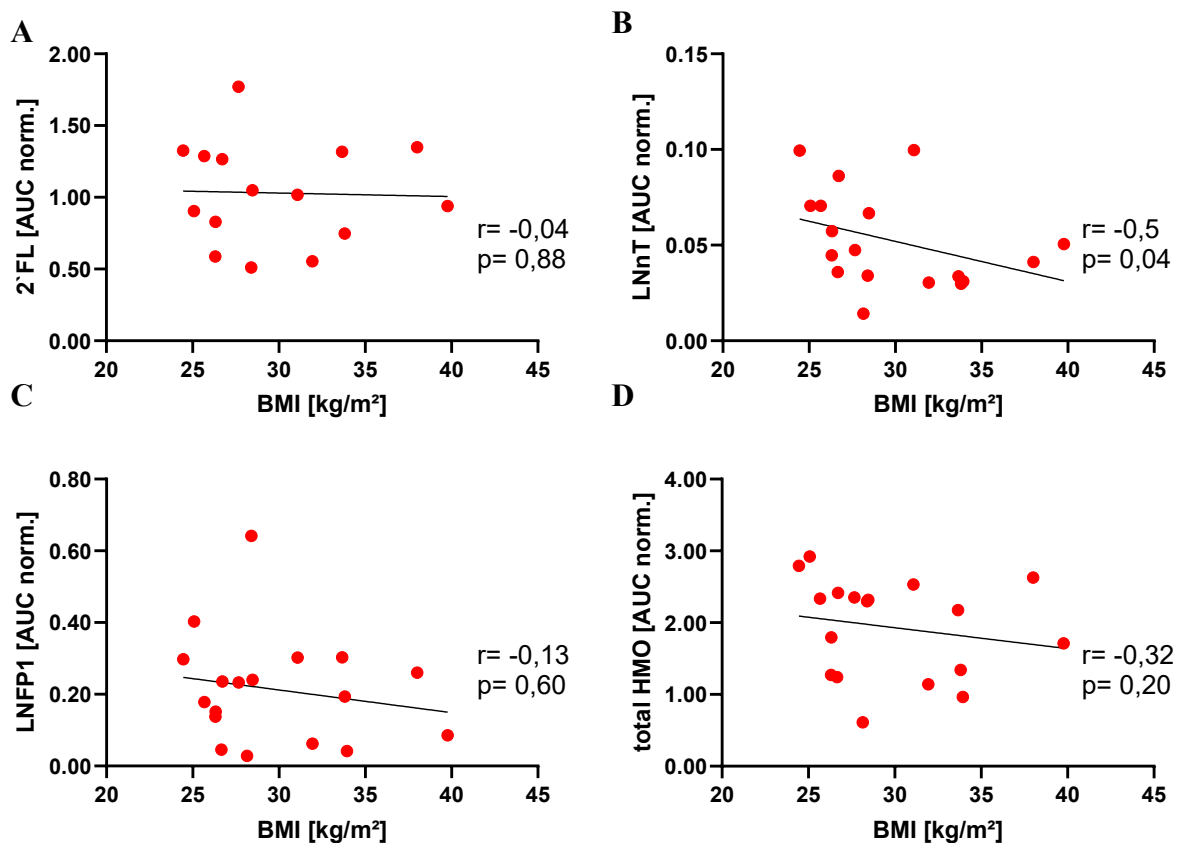 A
2.00
1.50
1.00
0.50
0.00
2`FL [AUC norm.]
20 25 30 35 40 45
BMI [kg/m²]
r= -0,04
p= 0,88
B
0.15
0.10
0.05
0.00
LNnT [AUC norm.]
20 25 30 35 40 45
BMI [kg/m²]
r= -0,5
p= 0,04
C
0.80
0.60
0.40
0.20
0.00
LNFP1 [AUC norm.]
20 25 30 35 40 45
BMI [kg/m²]
r= -0,13
p= 0,60
D
4.00
3.00
2.00
1.00
0.00
total HMO [AUC norm.]
20 25 30 35 40 45
BMI [kg/m²]
r= -0,32
p= 0,20